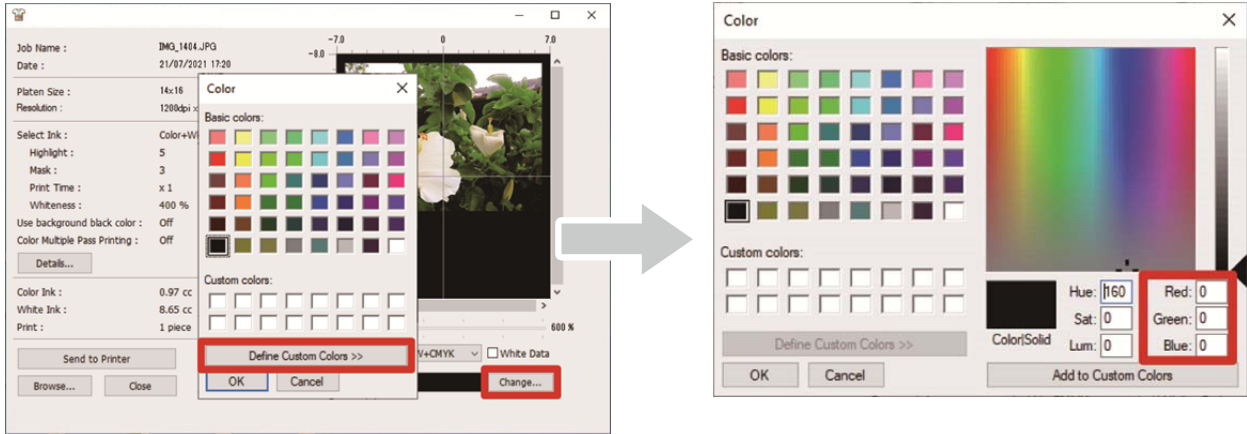 -7.0 0 7.0
-8.0
Job Name : IMG_1404.JPG
Date : 21/07/2021 17:20
Platen Size : 14x16
Resolution : 1200dpi x
Select Ink : Color+W
Highlight : 5
Mask : 3
Print Time : x 1
Whiteness : 400 %
Use background black color : Off
Color Multiple Pass Printing : Off
Details...
Color Ink : 0.97 cc
White Ink : 8.65 cc
Print : 1 piece
Send to Printer
Browse... Close
Color
Basic colors:
Custom colors:
Define Custom Colors >>
OK Cancel
600 %
+CMYK White Data
Change...
Color
Basic colors:
Custom colors:
Define Custom Colors >>
OK Cancel
Color|Solid
Hue: 160 Red: 0
Sat: 0 Green: 0
Lum: 0 Blue: 0
Add to Custom Colors